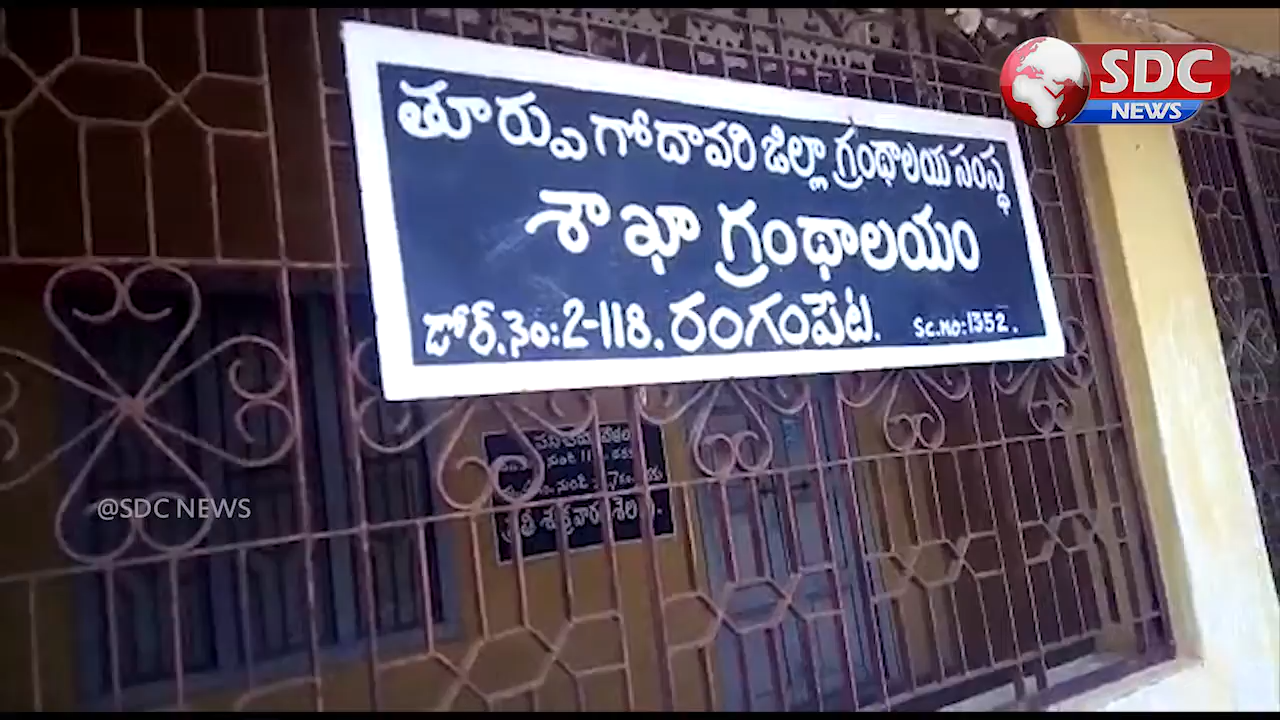 SDC
NEWS
తూర్పు గోదావరి జిల్లా గ్రంథాలయ సంస్థ
శాఖా గ్రంథాలయం
డోర్.నెం:2-118. రంగంపేట. Sc.No:1352.
నుండి
నుండి
@SDC NEWS